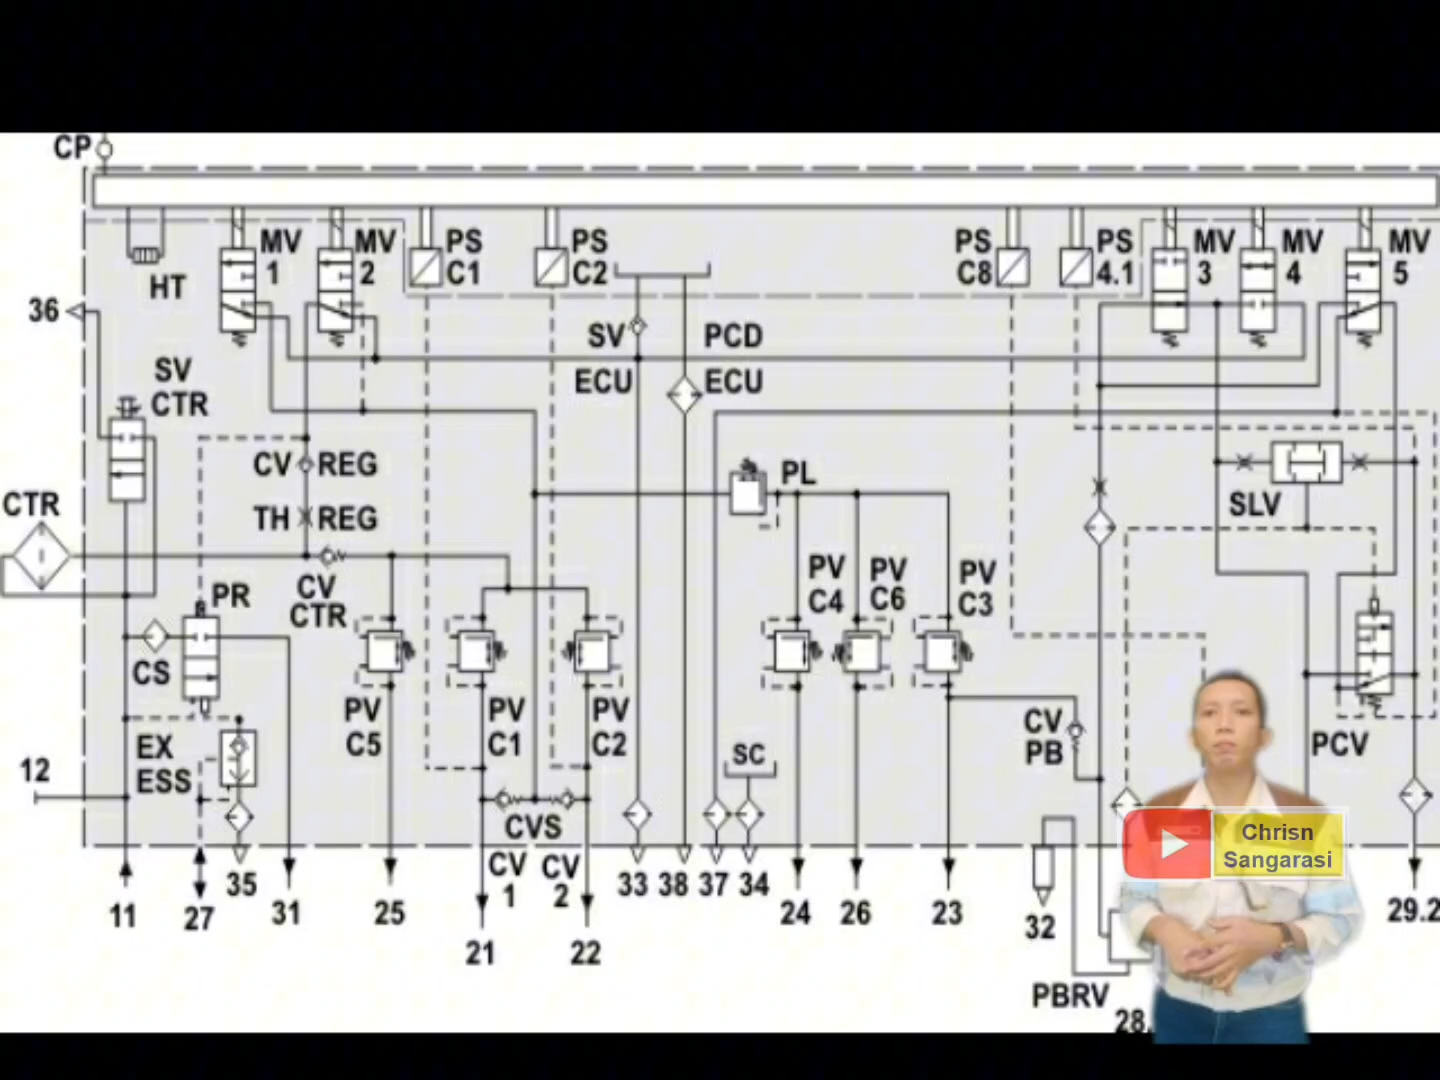 CP
MV 1
MV 2
PS C1
PS C2
PS C8
PS 4.1
MV 3
MV 4
MV 5
HT
36
SV
PCD
SV CTR
ECU
ECU
CV REG
PL
SLV
CTR
TH REG
PR
CV CTR
PV C4
PV C6
PV C3
CS
PV C5
PV C1
PV C2
CV PB
PCV
EX ESS
SC
12
CVS
Chrisn
Sangarasi
CV 1
CV 2
11
27
35
31
25
33
38
37
34
24
26
23
32
29.2
21
22
PBRV
28.